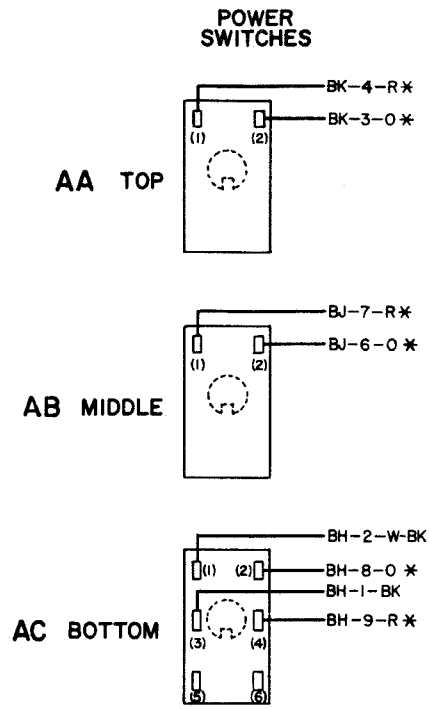 POWER
SWITCHES
BK-4-R*
BK-3-O*
(1) (2)
AA TOP
BJ-7-R*
BJ-6-O*
(1) (2)
AB MIDDLE
BH-2-W-BK
(1) (2) BH-8-O*
BH-1-BK
BH-9-R*
AC BOTTOM
(3) (4)
(5) (6)